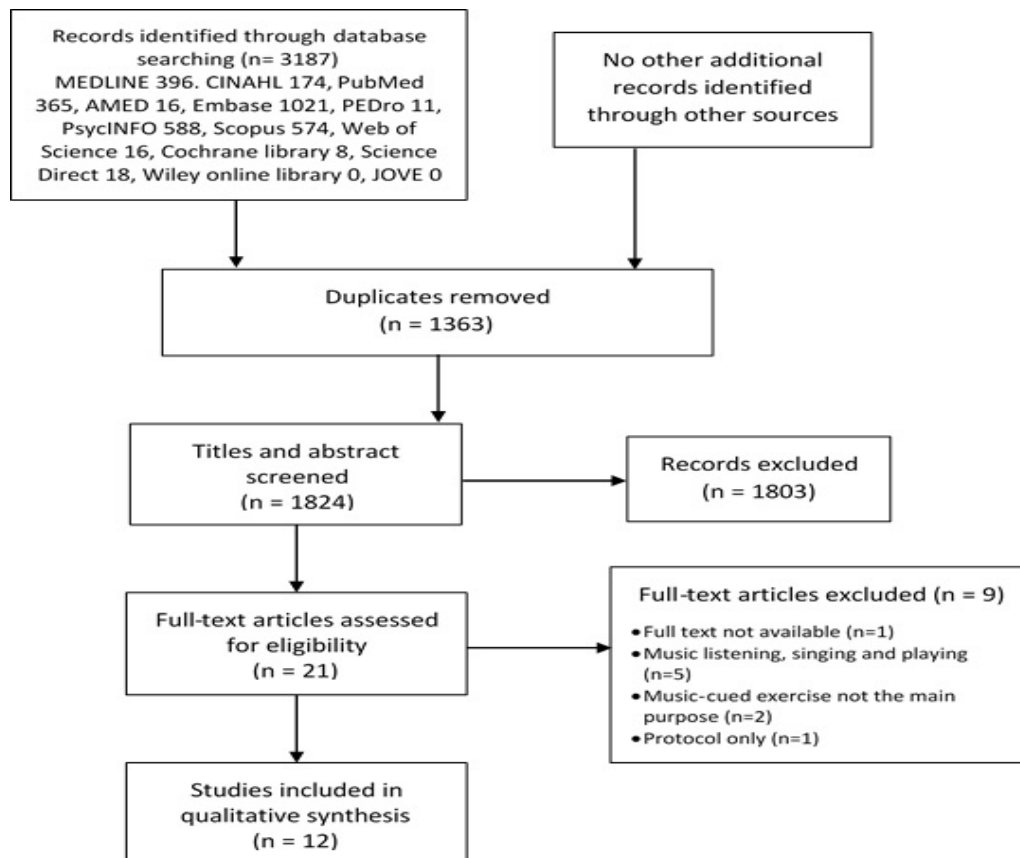 Records identified through database
searching (n= 3187)
MEDLINE 396. CINAHL 174, PubMed
365, AMED 16, Embase 1021, PEDro 11,
PsycINFO 588, Scopus 574, Web of
Science 16, Cochrane library 8, Science
Direct 18, Wiley online library 0, JOVE 0
No other additional
records identified
through other sources
Duplicates removed
(n = 1363)
Titles and abstract
screened
(n = 1824)
Records excluded
(n = 1803)
Full-text articles assessed
for eligibility
(n = 21)
Full-text articles excluded (n = 9)
•Full text not available (n=1)
•Music listening, singing and playing
(n=5)
•Music-cued exercise not the main
purpose (n=2)
•Protocol only (n=1)
Studies included in
qualitative synthesis
(n = 12)